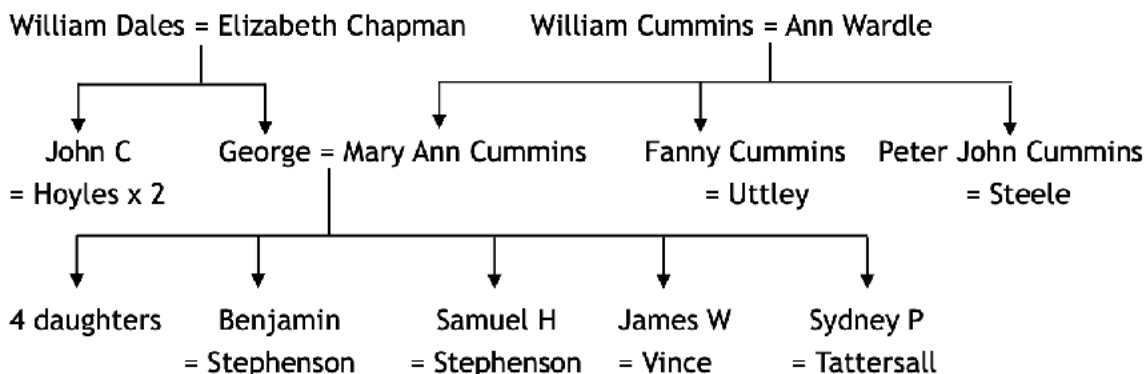 William Dales = Elizabeth Chapman William Cummins = Ann Wardle
John C George = Mary Ann Cummins Fanny Cummins Peter John Cummins
= Hoyles x 2 = Uttley = Steele
4 daughters Benjamin Samuel H James W Sydney P
= Stephenson = Stephenson = Vince = Tattersall